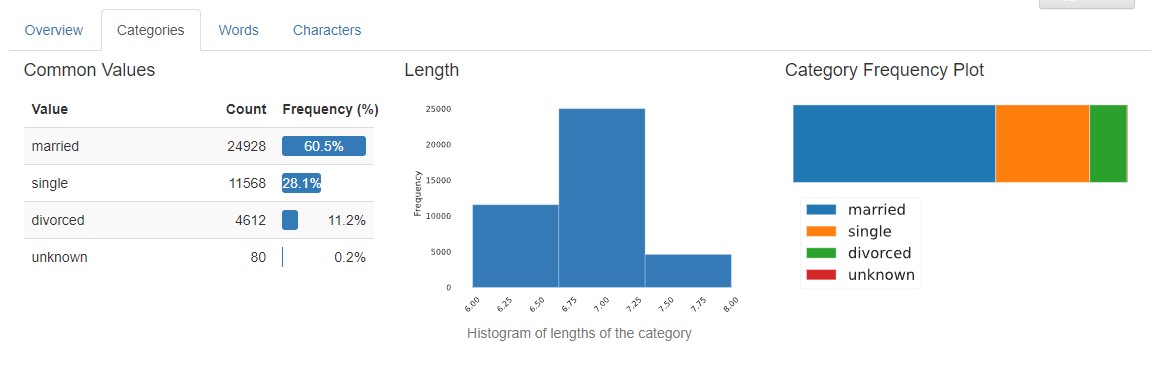 Overview Categories Words Characters
Common Values
Value Count Frequency (%)
married 24928 60.5%
single 11568 28.1%
divorced 4612 11.2%
unknown 80 0.2%
Length
25000
20000
15000
10000
5000
0
Frequency
6.00 6.25 6.50 6.75 7.00 7.25 7.50 7.75 8.00
Histogram of lengths of the category
Category Frequency Plot
married
single
divorced
unknown